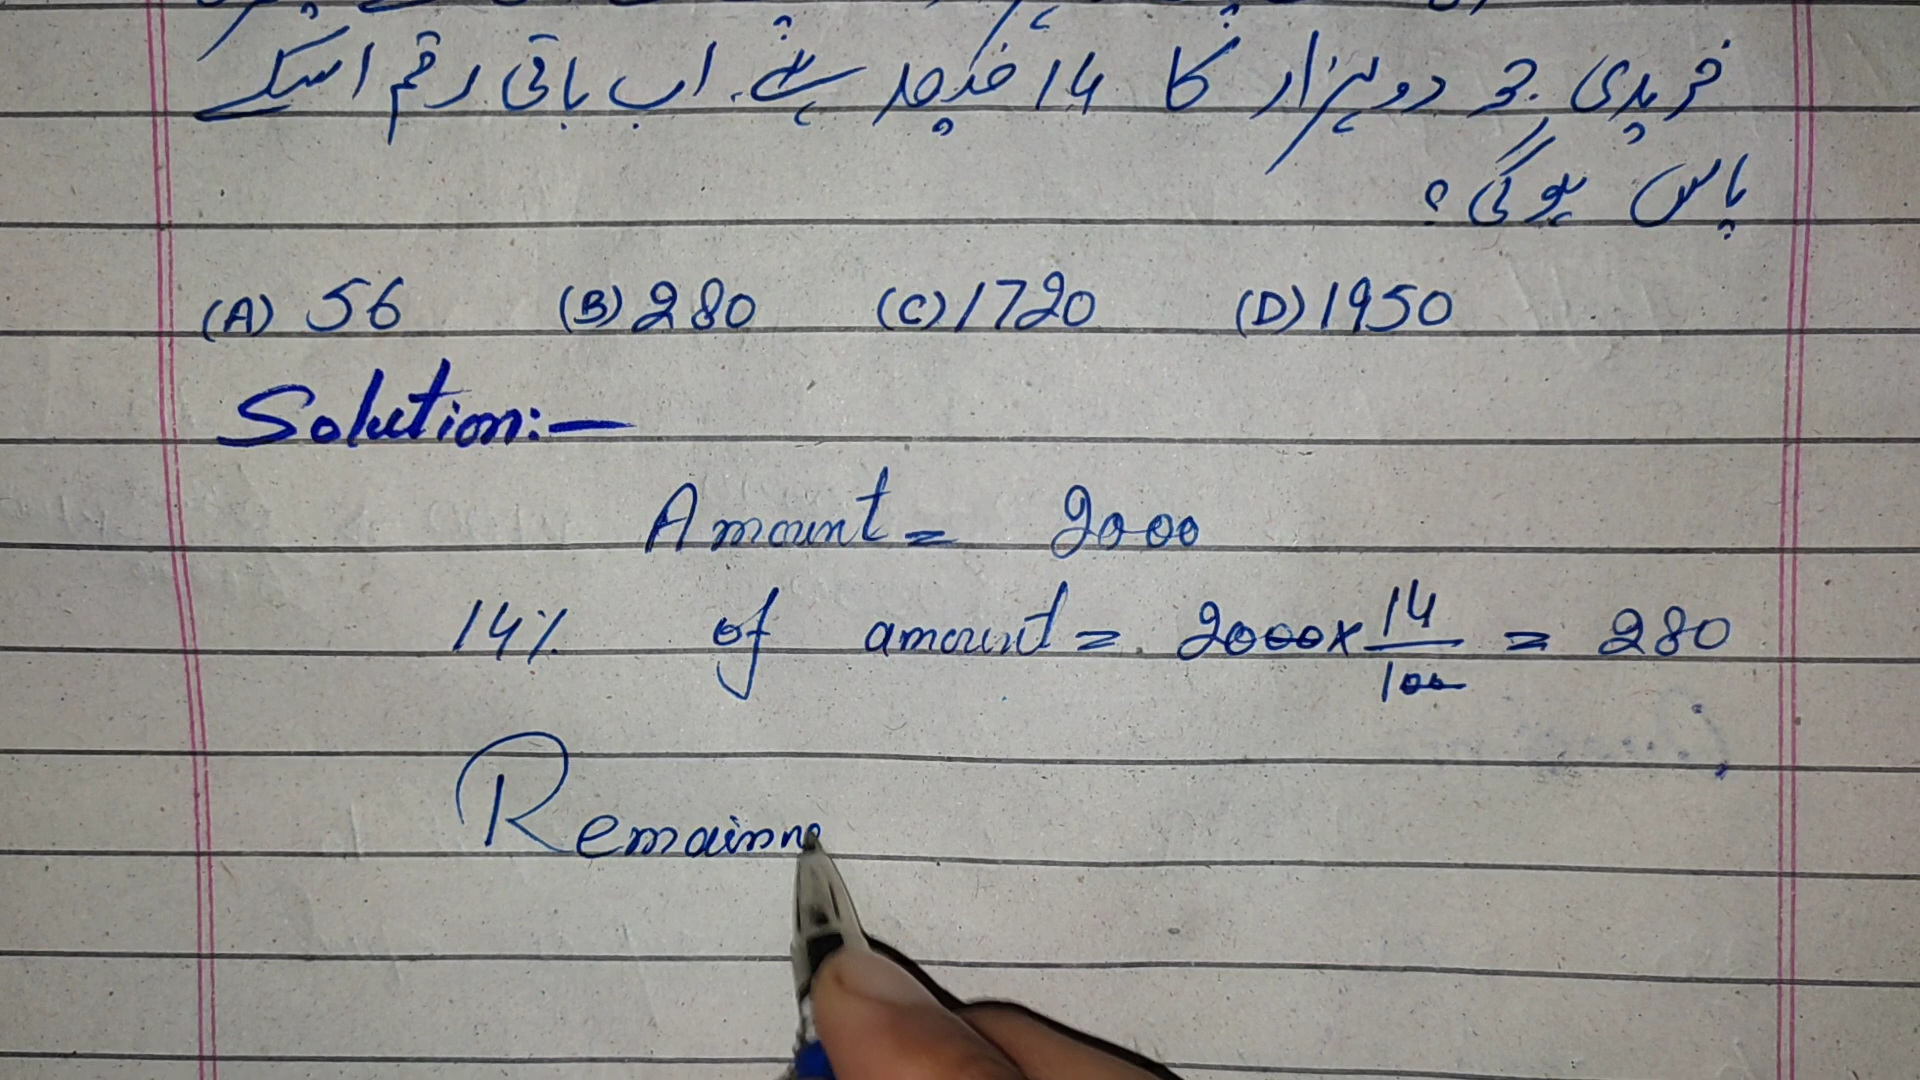 خریدی جو دو ہزار کا 14 فیصد ہے۔ اب باقی رقم اسکے
پاس ہوگی؟
(A) 56 (B) 280 (C) 1720 (D) 1950
Solution:—
Amount = 2000
14% of amount = 2000 x 14/100 = 280
Remainn